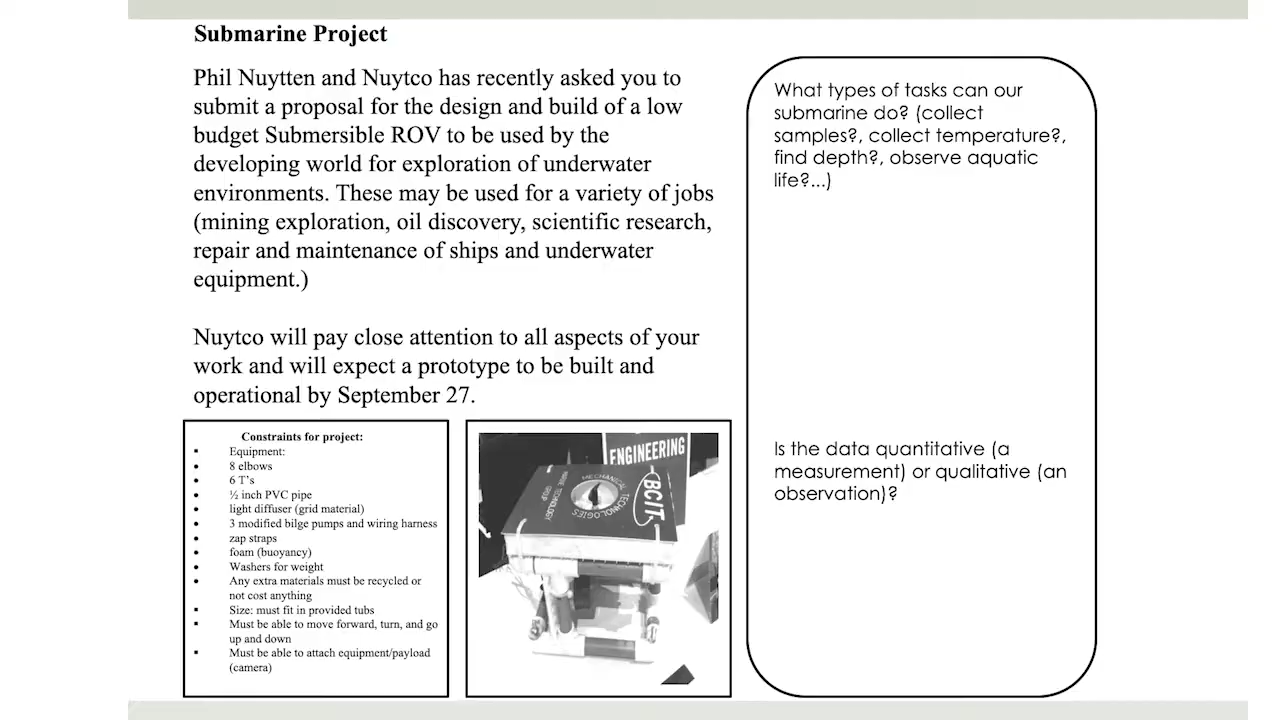 Submarine Project
Phil Nuytten and Nuytco has recently asked you to
submit a proposal for the design and build of a low
budget Submersible ROV to be used by the
developing world for exploration of underwater
environments. These may be used for a variety of jobs
(mining exploration, oil discovery, scientific research,
repair and maintenance of ships and underwater
equipment.)
Nuytco will pay close attention to all aspects of your
work and will expect a prototype to be built and
operational by September 27.
Constraints for project:
Equipment:
8 elbows
6 T's
½ inch PVC pipe
light diffuser (grid material)
3 modified bilge pumps and wiring harness
zap straps
foam (buoyancy)
Washers for weight
Any extra materials must be recycled or
not cost anything
Size: must fit in provided tubs
Must be able to move forward, turn, and go
up and down
Must be able to attach equipment/payload
(camera)
ENGINEERING
BCIT
MECHANICAL
TECHNOLOGIES
MARINE TECHNOLOGY
GROUP
What types of tasks can our
submarine do? (collect
samples?, collect temperature?,
find depth?, observe aquatic
life?...)
Is the data quantitative (a
measurement) or qualitative (an
observation)?